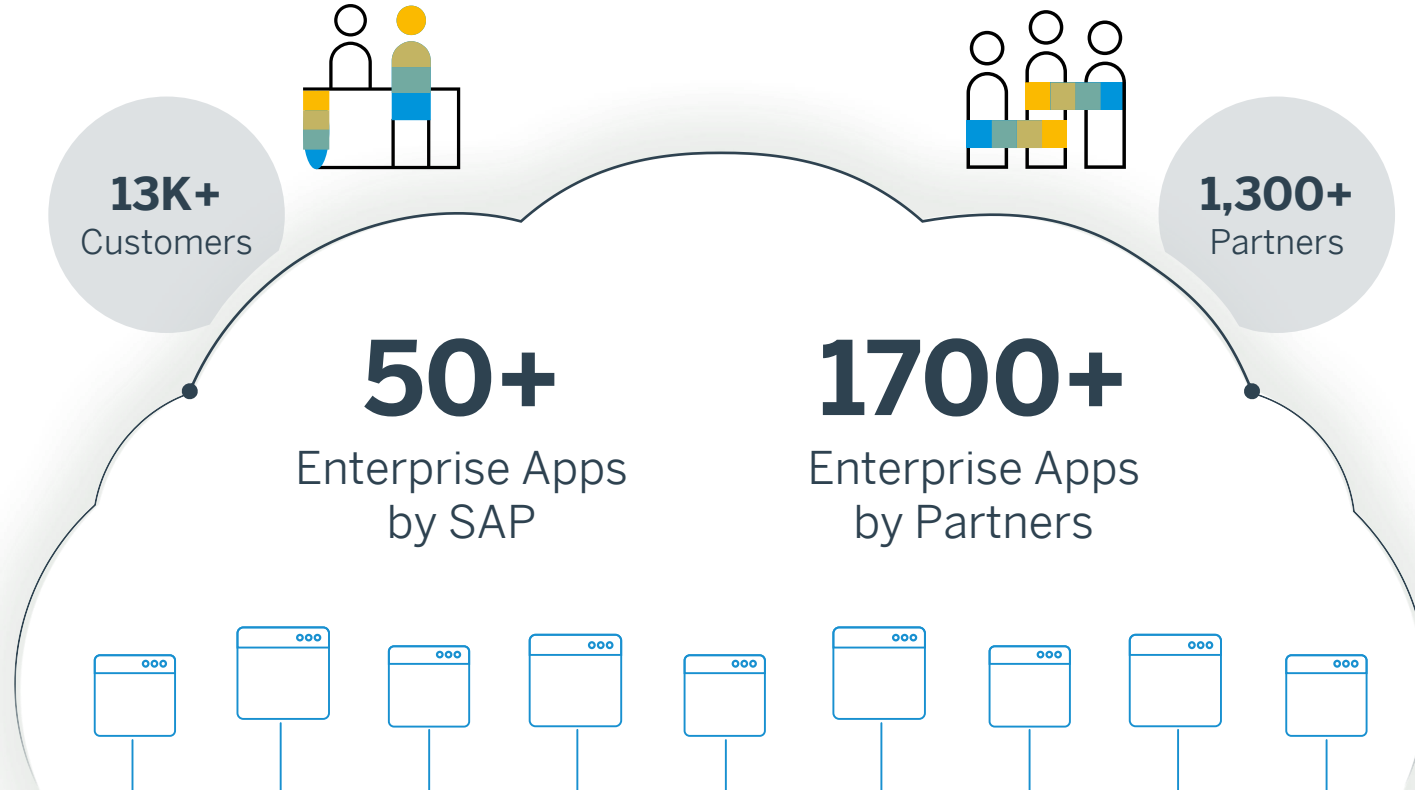 13K+
Customers
1,300+
Partners
50+
Enterprise Apps
by SAP
1700+
Enterprise Apps
by Partners